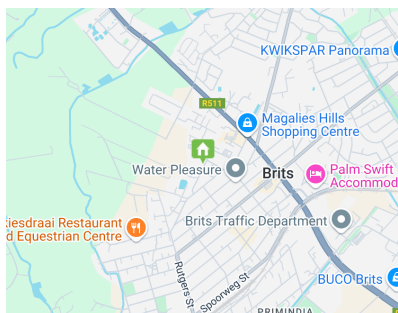 KWIKSPAR Panorama
R511
Magalies Hills
Shopping Centre
Water Pleasure
Brits
Palm Swift
Accommod
Kiesdraai Restaurant
d Equestrian Centre
Brits Traffic Department
Rutgers St
Spoorweg St
BUCO Brits
PRIMINDIA